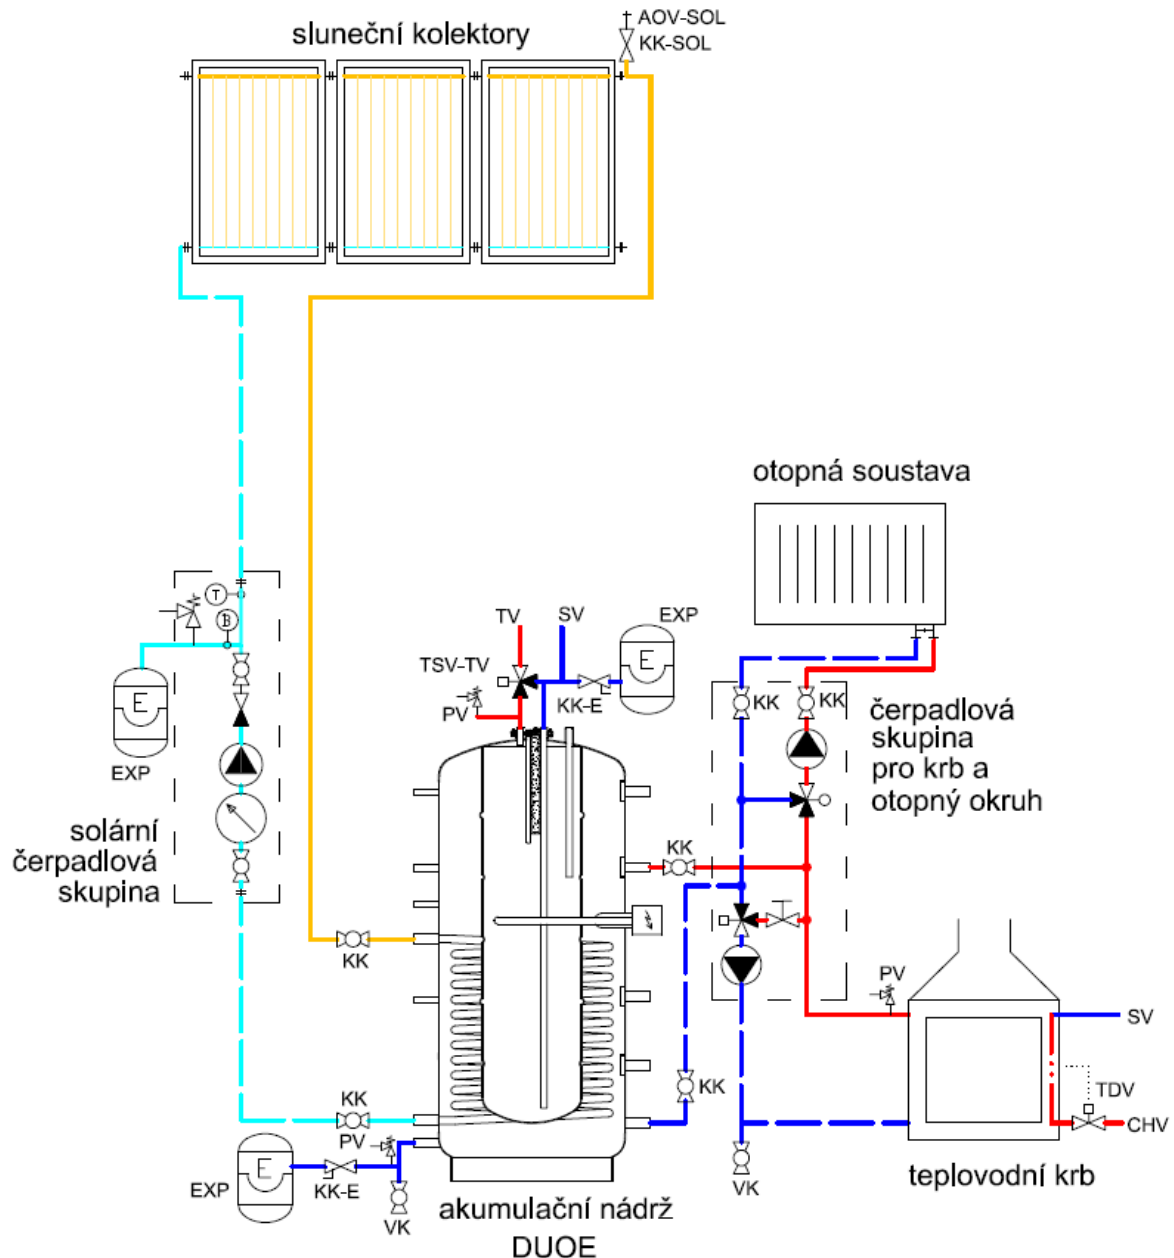 AOV-SOL
KK-SOL
sluneční kolektory
otopná soustava
T
B
E
EXP
solární
čerpadlová
skupina
TV
SV
EXP
E
TSV-TV
KK-E
PV
KK
KK
čerpadlová
skupina
pro krb a
otopný okruh
KK
KK
PV
SV
TDV
CHV
KK
KK
PV
E
EXP
KK-E
VK
VK
teplovodní krb
akumulační nádrž
DUOE